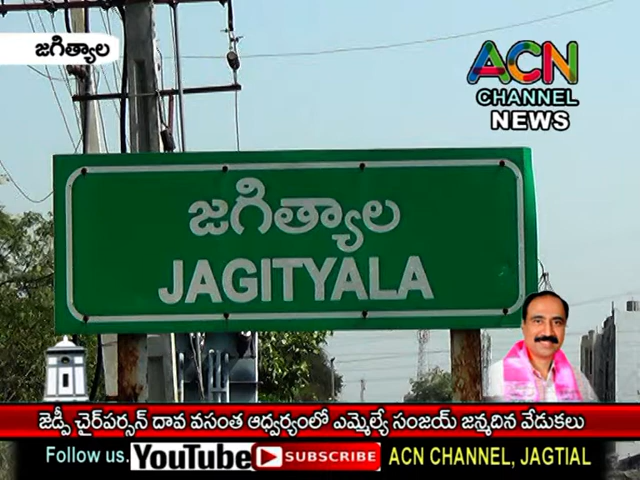 జగిత్యాల
ACN
CHANNEL
NEWS
జగిత్యాల
JAGITYALA
జెడ్పీ చైర్‌పర్సన్ దావ వసంత ఆధ్వర్యంలో ఎమ్మెల్యే సంజయ్ జన్మదిన వేడుకలు
Follow us. YouTube SUBSCRIBE ACN CHANNEL, JAGTIAL